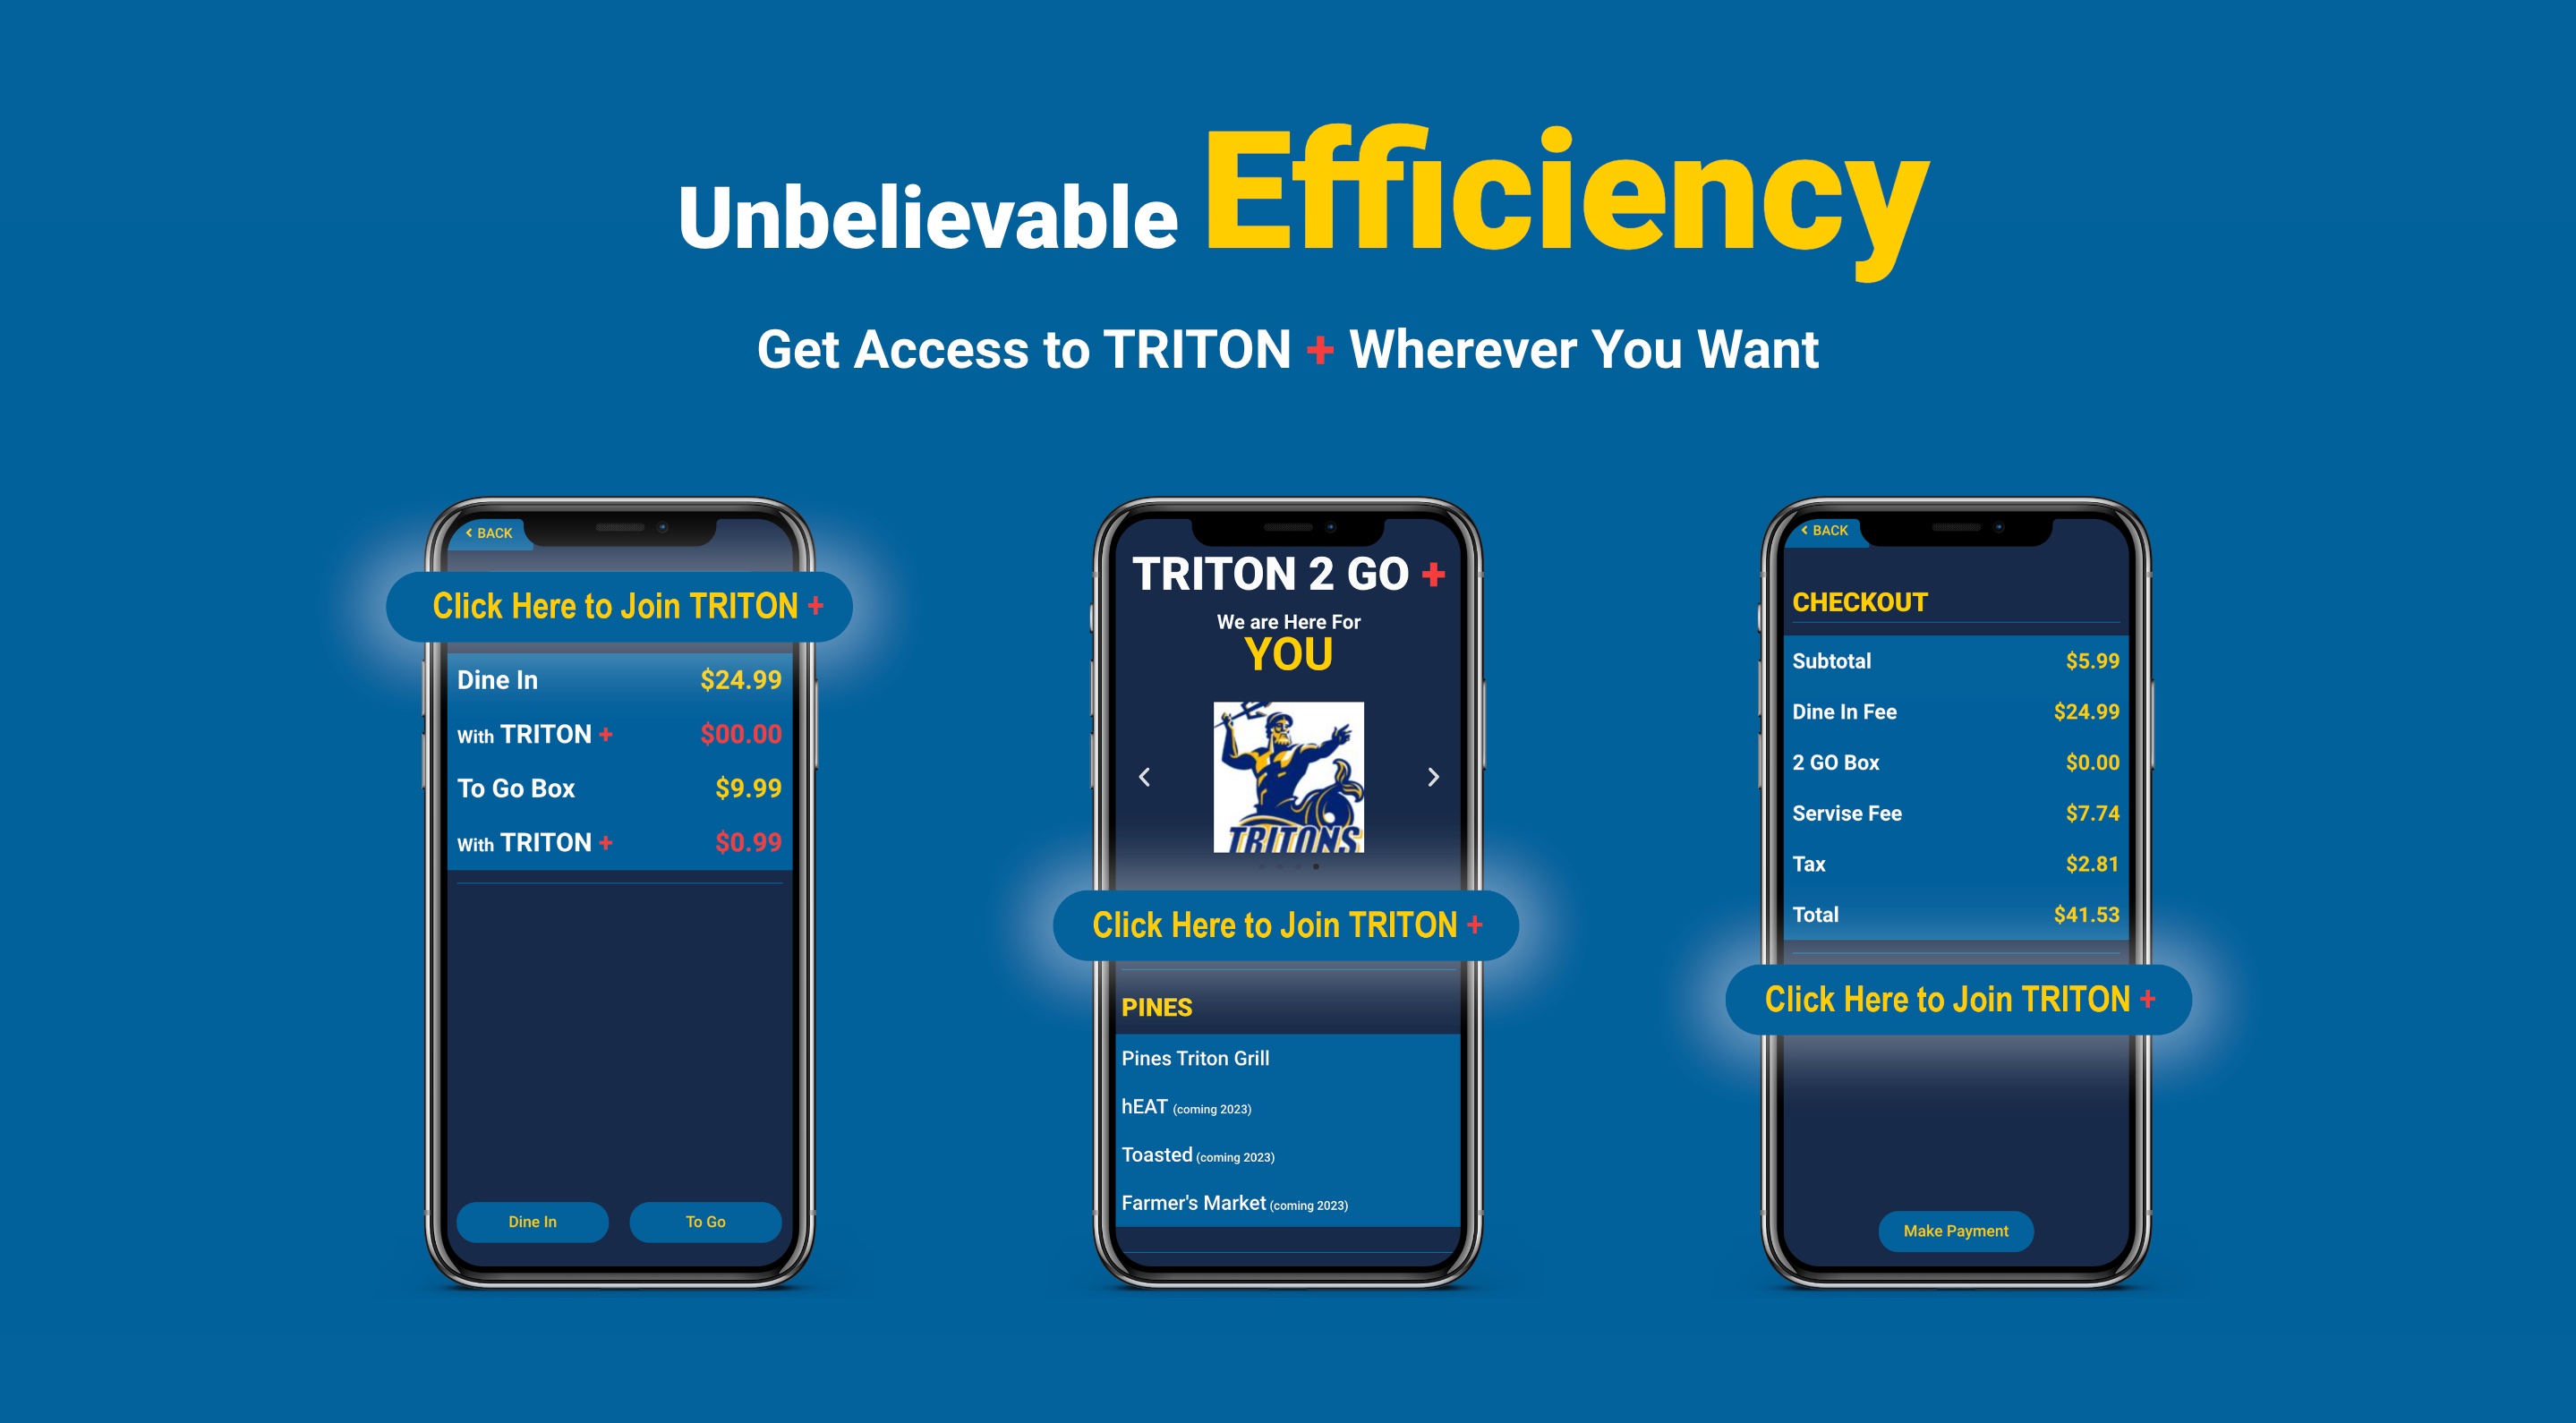 Unbelievable Efficiency
Get Access to TRITON + Wherever You Want
BACK
Click Here to Join TRITON +
Dine In $24.99
With TRITON + $00.00
To Go Box $9.99
With TRITON + $0.99
Dine In To Go
TRITON 2 GO +
We are Here For
YOU
TRITONS
Click Here to Join TRITON +
PINES
Pines Triton Grill
hEAT (coming 2023)
Toasted (coming 2023)
Farmer's Market (coming 2023)
BACK
CHECKOUT
Subtotal $5.99
Dine In Fee $24.99
2 GO Box $0.00
Servise Fee $7.74
Tax $2.81
Total $41.53
Click Here to Join TRITON +
Make Payment